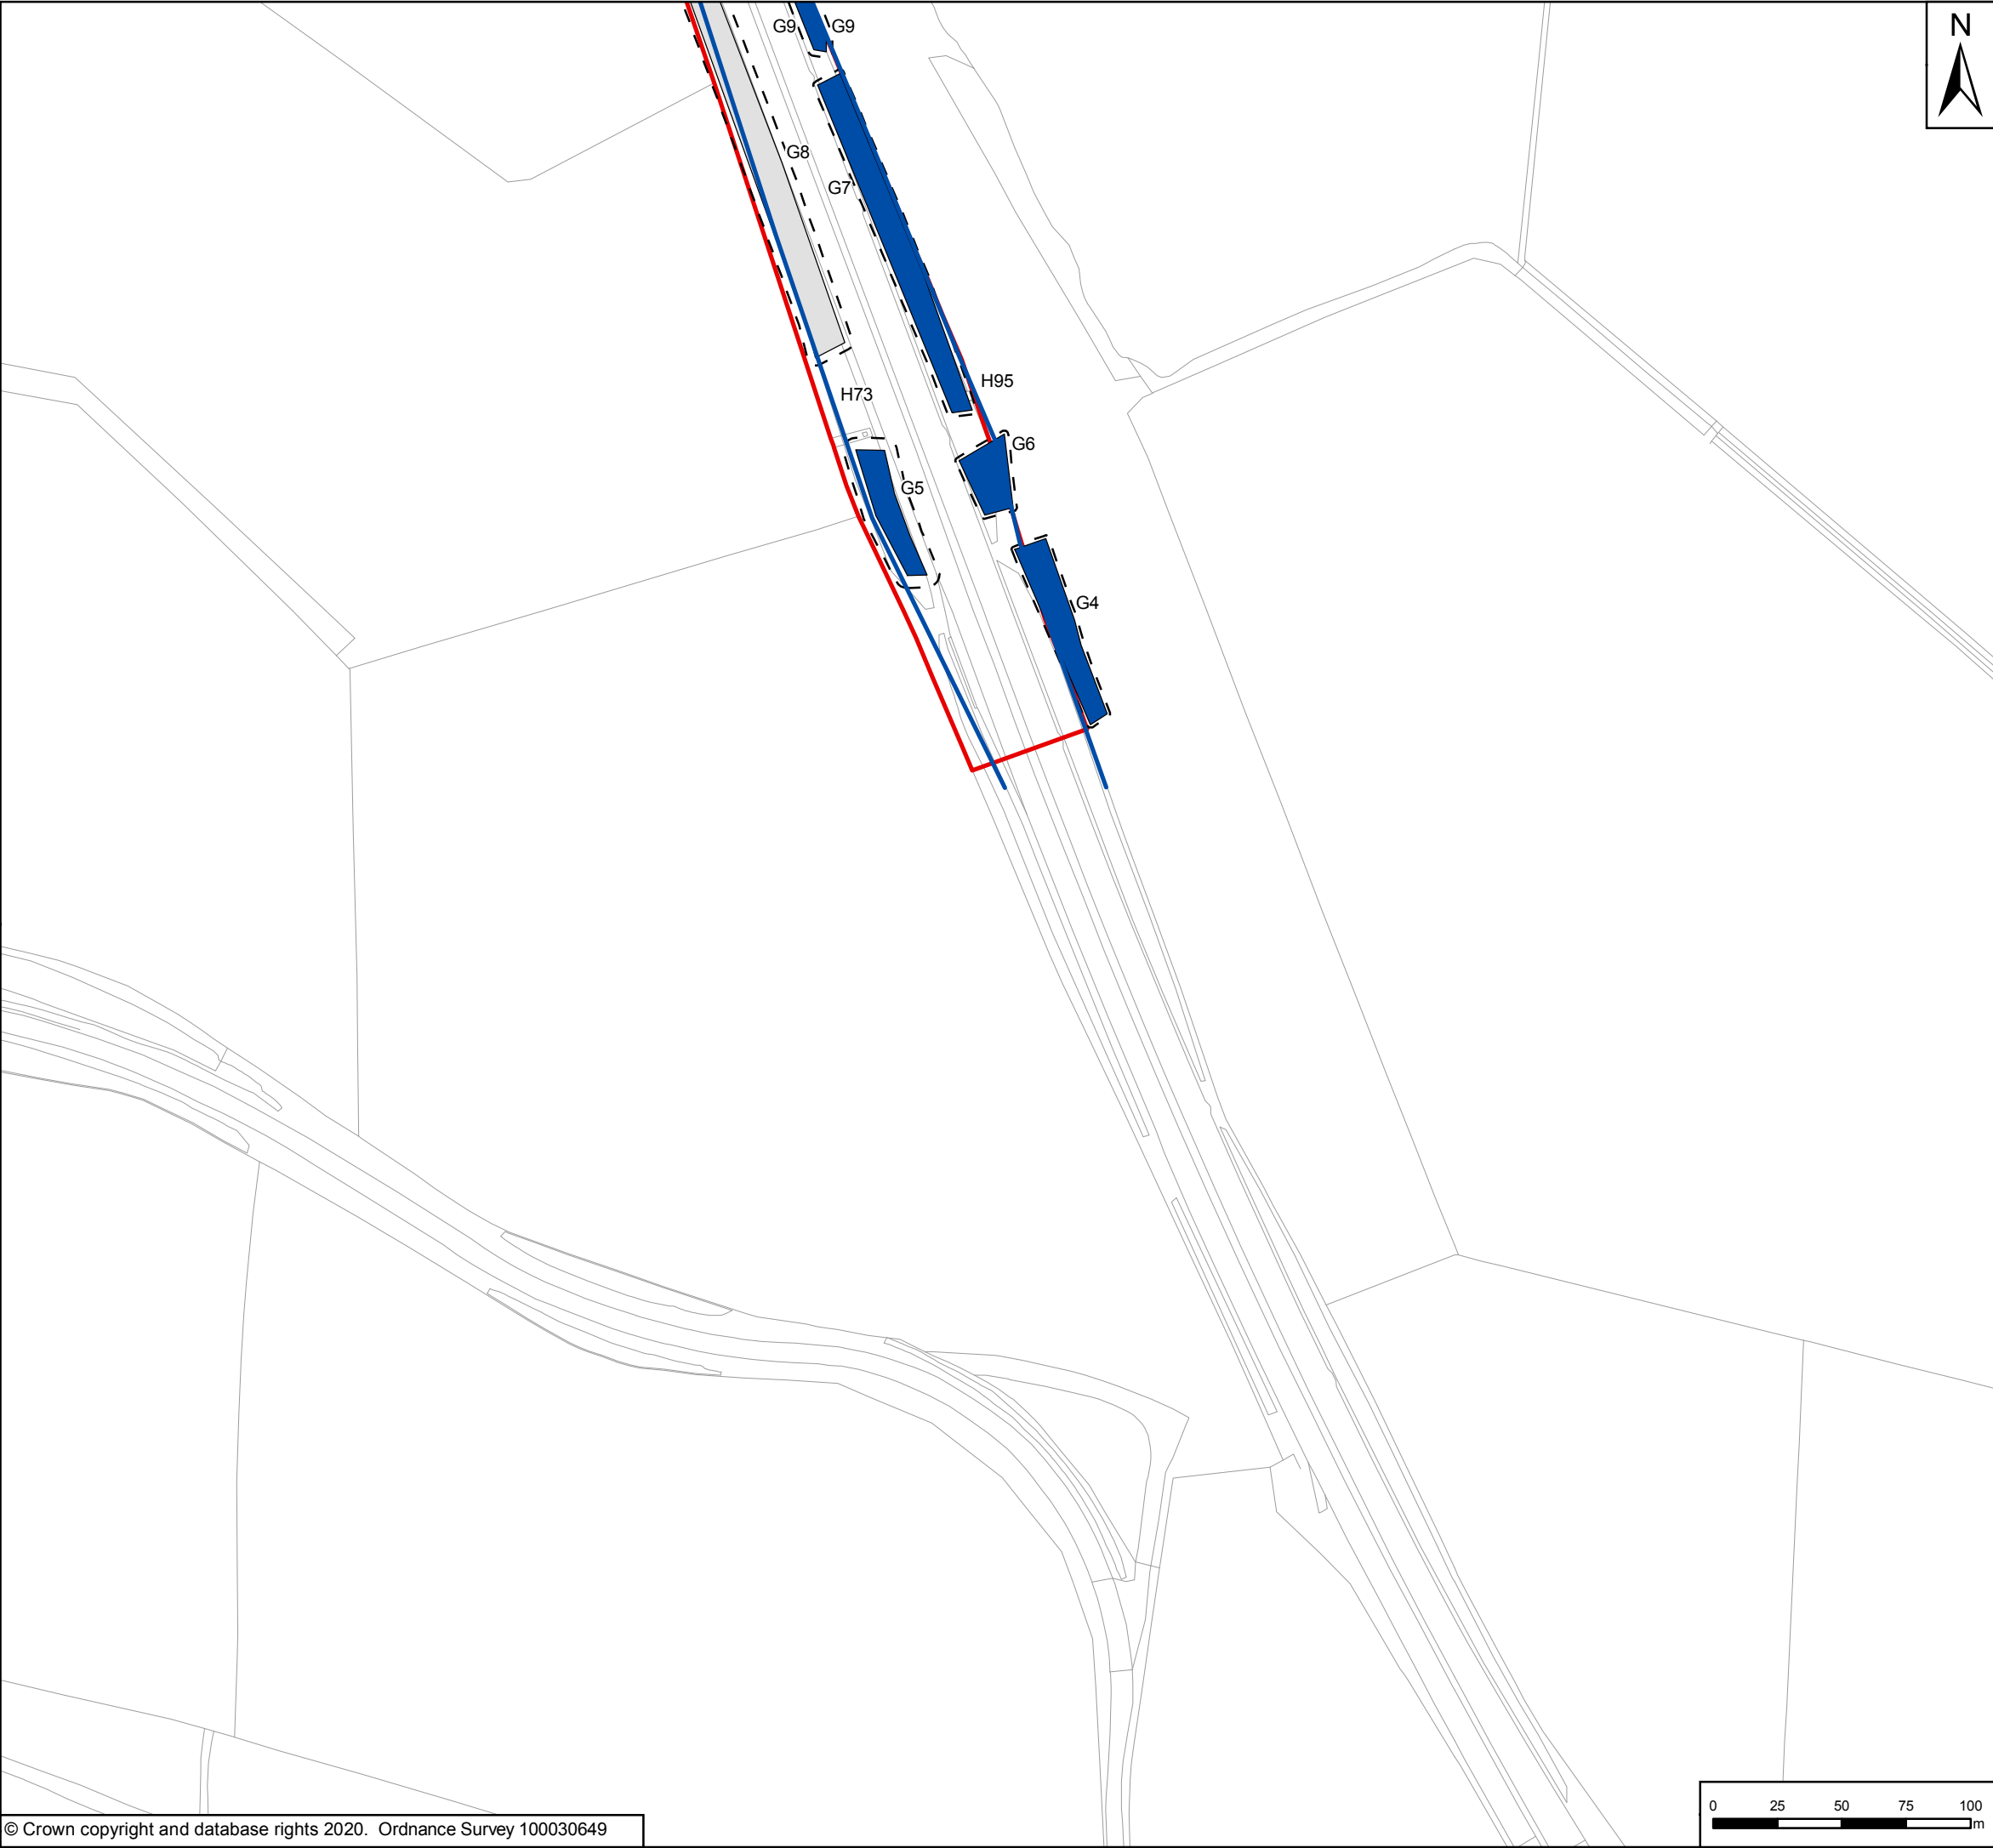 G9 G9
N
G8
G7
H95
H73
G6
G5
G4
0 25 50 75 100
m
© Crown copyright and database rights 2020. Ordnance Survey 100030649